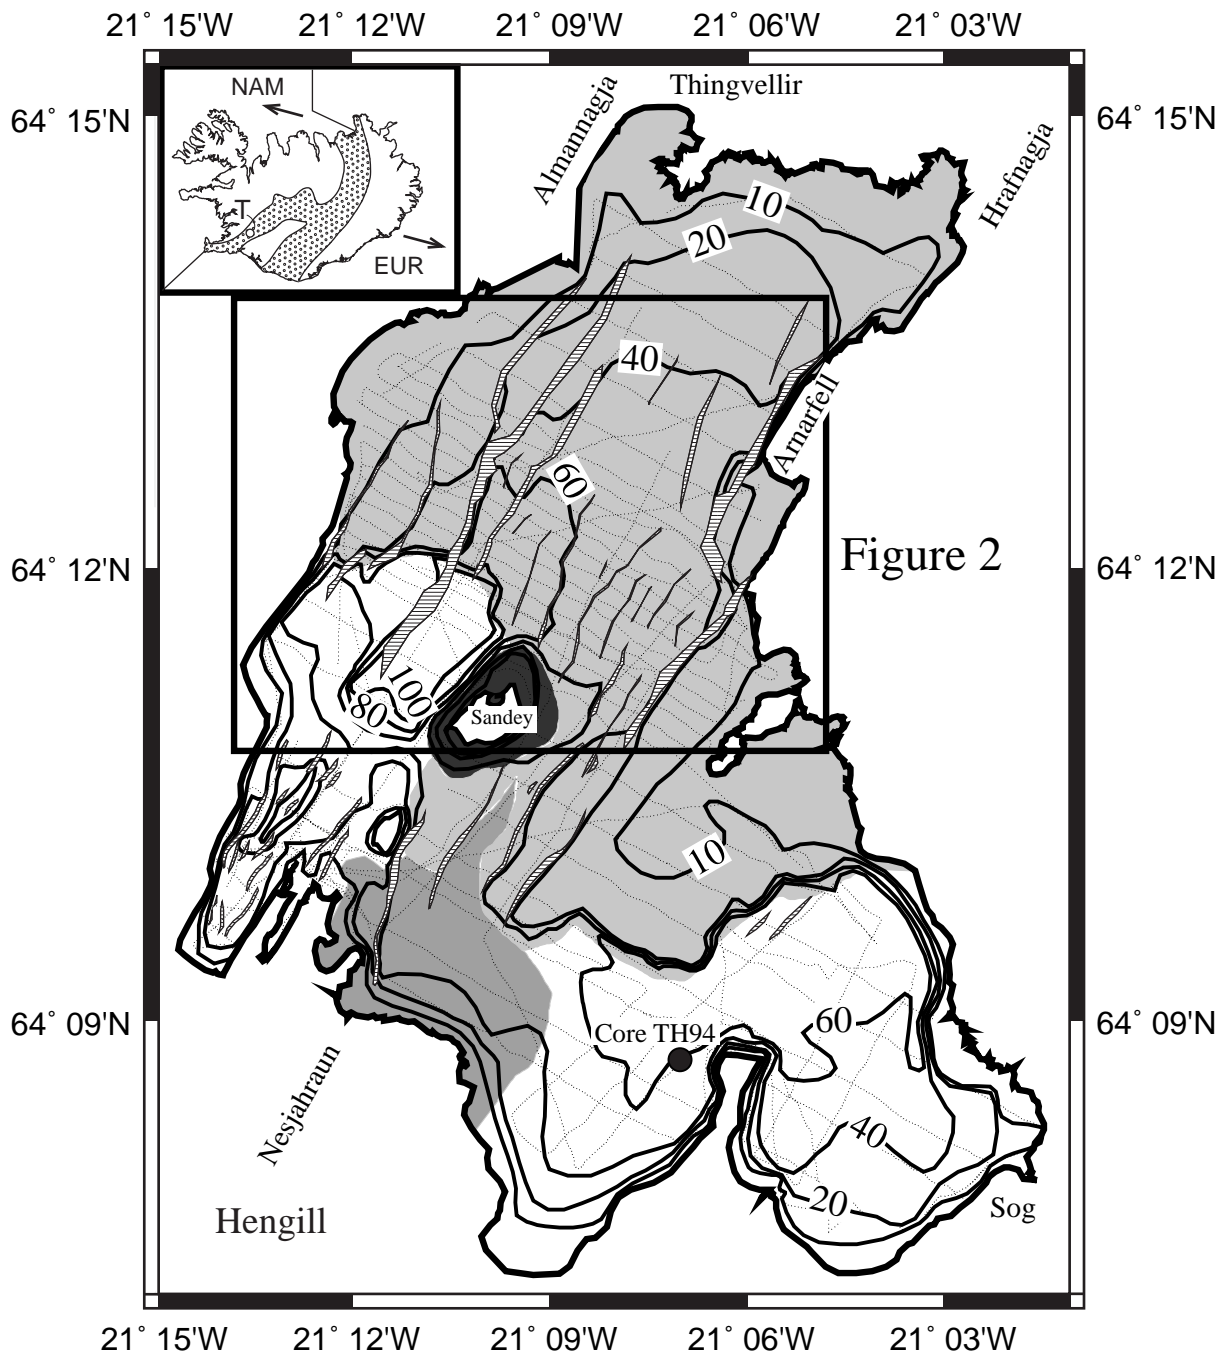 21° 15'W
21° 12'W
21° 09'W
21° 06'W
21° 03'W
NAM
T
EUR
Almannagja
Thingvellir
Hrafnagja
64° 15'N
64° 15'N
10
20
40
Arnarfell
60
Figure 2
64° 12'N
64° 12'N
100
80
Sandey
10
64° 09'N
64° 09'N
Core TH94
60
Nesjahraun
40
20
Hengill
Sog
21° 15'W
21° 12'W
21° 09'W
21° 06'W
21° 03'W